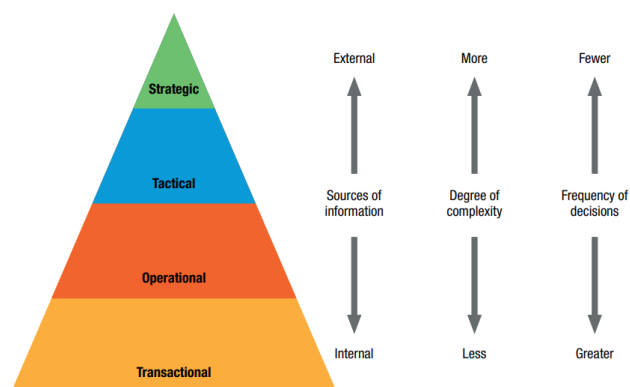 External
More
Fewer
Strategic
Tactical
Sources of
information
Degree of
complexity
Frequency of
decisions
Operational
Internal
Less
Greater
Transactional